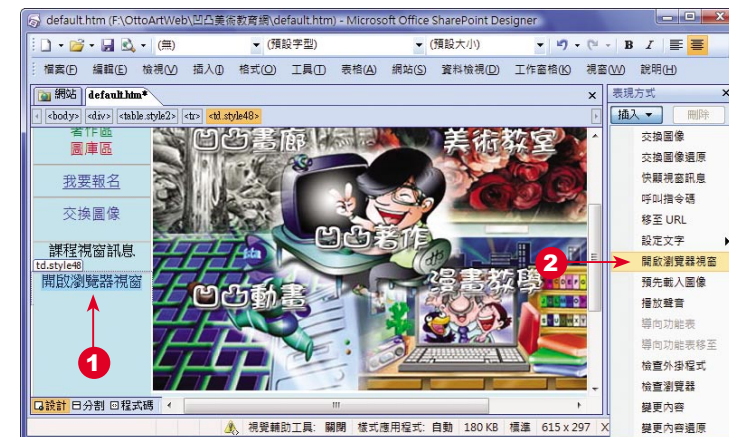 default.htm (F:\OttoArtWeb\凹凸美術教育網\default.htm) - Microsoft Office SharePoint Designer
(無) (預設字型) (預設大小) B I
檔案(F) 編輯(E) 檢視(V) 插入(I) 格式(O) 工具(T) 表格(A) 網站(S) 資料檢視(D) 工作窗格(K) 視窗(W) 說明(H)
網站 default.htm* × 表現方式 ×
<body> <div> <table.style2> <tr> <td.style48> 插入 刪除
著作區
圖庫區
我要報名
交換圖像
課程視窗訊息
td.style48
開啟瀏覽器視窗
1
凹凸畫廊 美術教室
凹凸著作
凹凸動畫 漫畫教學
2
交換圖像
交換圖像還原
快顯視窗訊息
呼叫指令碼
移至 URL
設定文字
開啟瀏覽器視窗
預先載入圖像
播放聲音
導向功能表
導向功能表移至
檢查外掛程式
檢查瀏覽器
變更內容
變更內容還原
設計 分割 程式碼
視覺輔助工具: 關閉 樣式應用程式: 自動 180 KB 標準 615 x 297